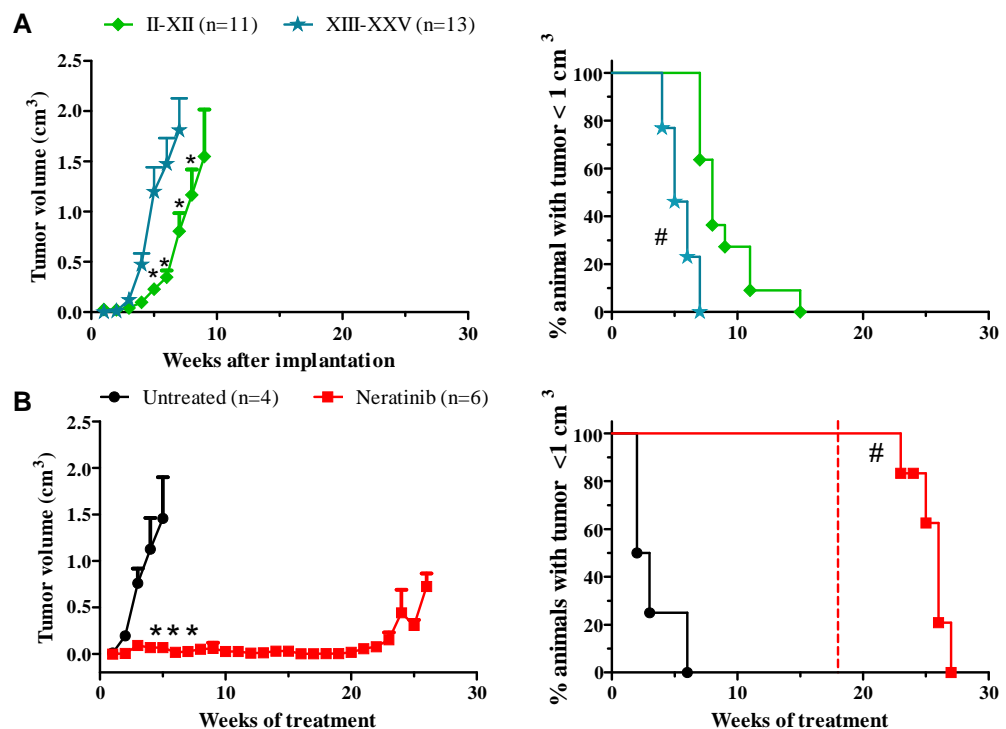 A
II-XII (n=11)
XIII-XXV (n=13)
Tumor volume (cm³)
2.5
2.0
1.5
1.0
0.5
0.0
* * * *
0 10 20 30
Weeks after implantation
% animal with tumor < 1 cm ³
100
80
60
40
20
0
#
0 10 20 30
B
Untreated (n=4)
Neratinib (n=6)
Tumor volume (cm³)
2.5
2.0
1.5
1.0
0.5
0.0
* * *
0 10 20 30
Weeks of treatment
% animals with tumor <1 cm ³
100
80
60
40
20
0
#
0 10 20 30
Weeks of treatment